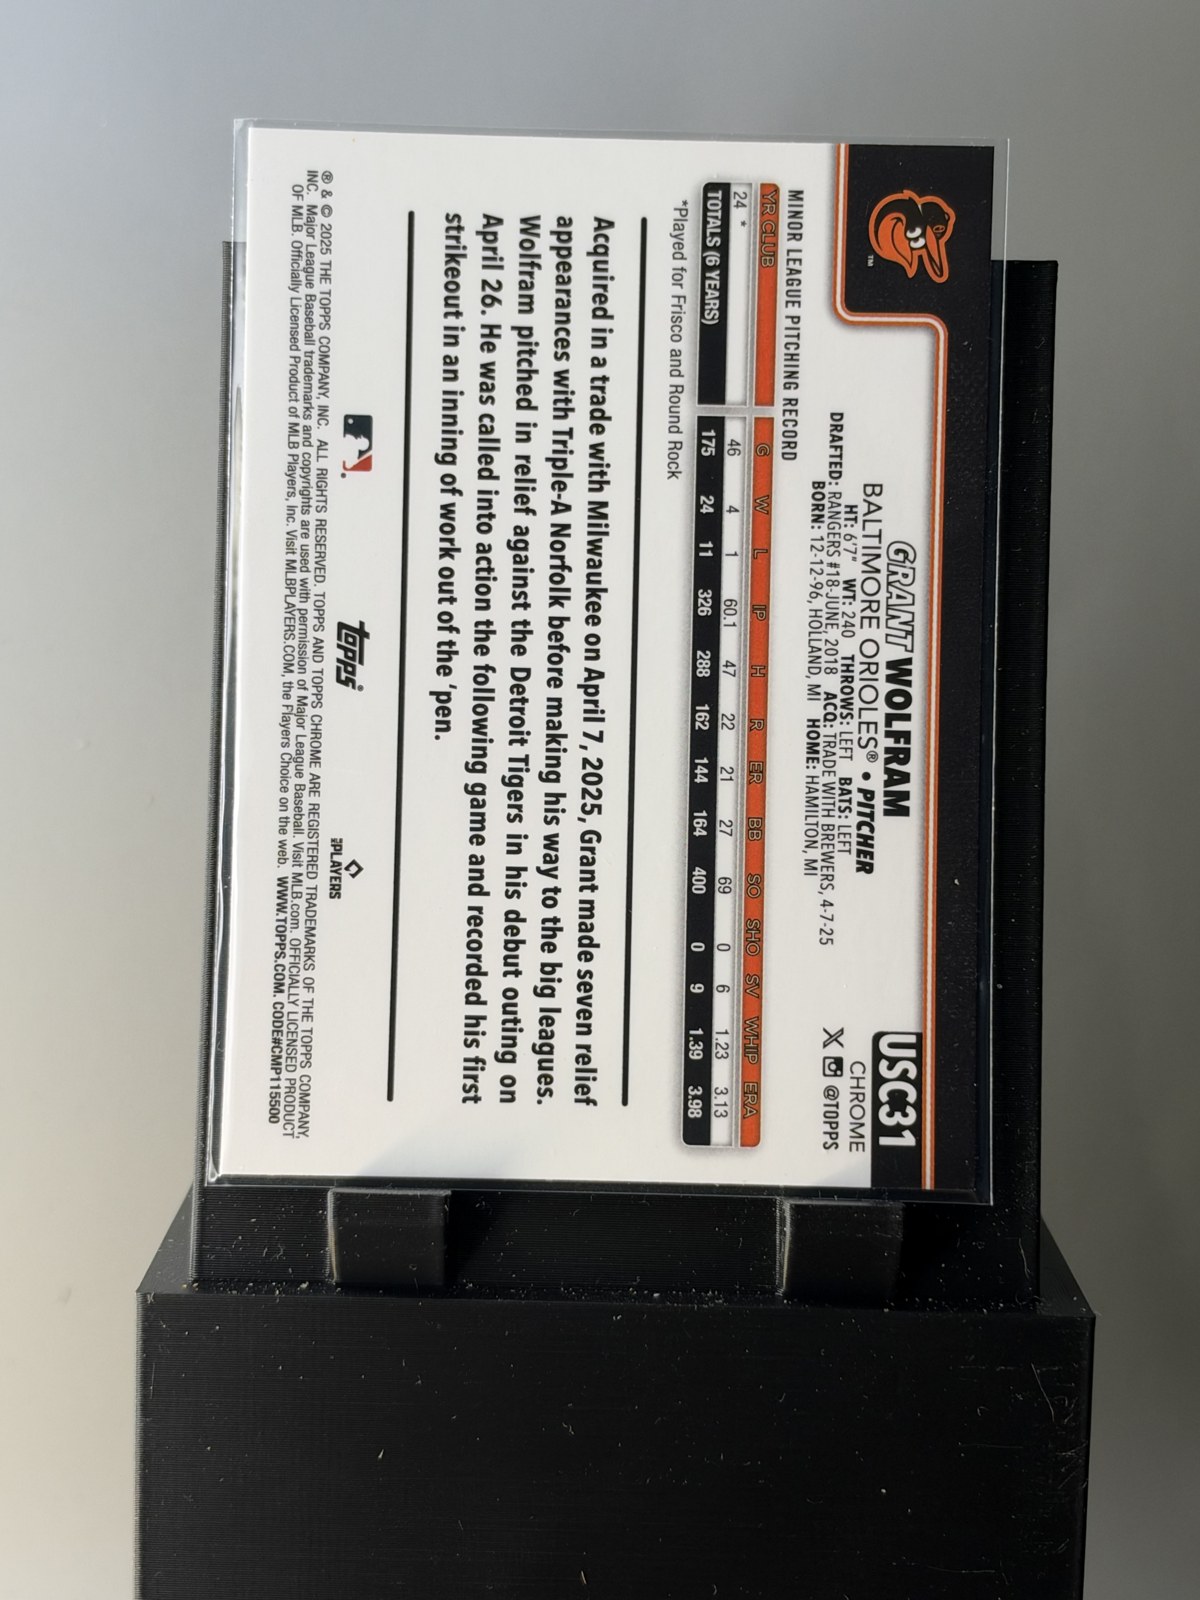 TM
GRANT WOLFRAM
BALTIMORE ORIOLES® • PITCHER
HT: 6'7" WT: 240 THROWS: LEFT BATS: LEFT
DRAFTED: RANGERS #18-JUNE, 2018 ACQ: TRADE WITH BREWERS, 4-7-25
BORN: 12-12-96, HOLLAND, MI HOME: HAMILTON, MI
USC31
CHROME
X @TOPPS
MINOR LEAGUE PITCHING RECORD
YR CLUB G W L IP H R ER BB SO SHO SV WHIP ERA
24 * 46 4 1 60.1 47 22 21 27 69 0 6 1.23 3.13
TOTALS (6 YEARS) 175 24 11 326 288 162 144 164 400 0 9 1.39 3.98
*Played for Frisco and Round Rock
Acquired in a trade with Milwaukee on April 7, 2025, Grant made seven relief
appearances with Triple-A Norfolk before making his way to the big leagues.
Wolfram pitched in relief against the Detroit Tigers in his debut outing on
April 26. He was called into action the following game and recorded his first
strikeout in an inning of work out of the 'pen.
topps
PLAYERS
® & © 2025 THE TOPPS COMPANY, INC. ALL RIGHTS RESERVED. TOPPS AND TOPPS CHROME ARE REGISTERED TRADEMARKS OF THE TOPPS COMPANY,
INC. Major League Baseball trademarks and copyrights are used with permission of Major League Baseball. Visit MLB.com. OFFICIALLY LICENSED PRODUCT
OF MLB. Officially Licensed Product of MLB Players, Inc. Visit MLBPLAYERS.COM, the Players Choice on the web. WWW.TOPPS.COM. CODE#CMP115500